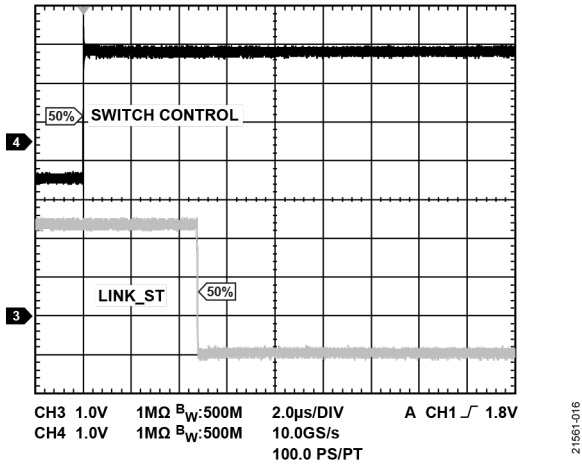 50%
SWITCH CONTROL
4
LINK_ST
50%
3
CH3 1.0V 1MΩ BW:500M 2.0µs/DIV A CH1 1.8V
CH4 1.0V 1MΩ BW:500M 10.0GS/s
100.0 PS/PT
21561-016